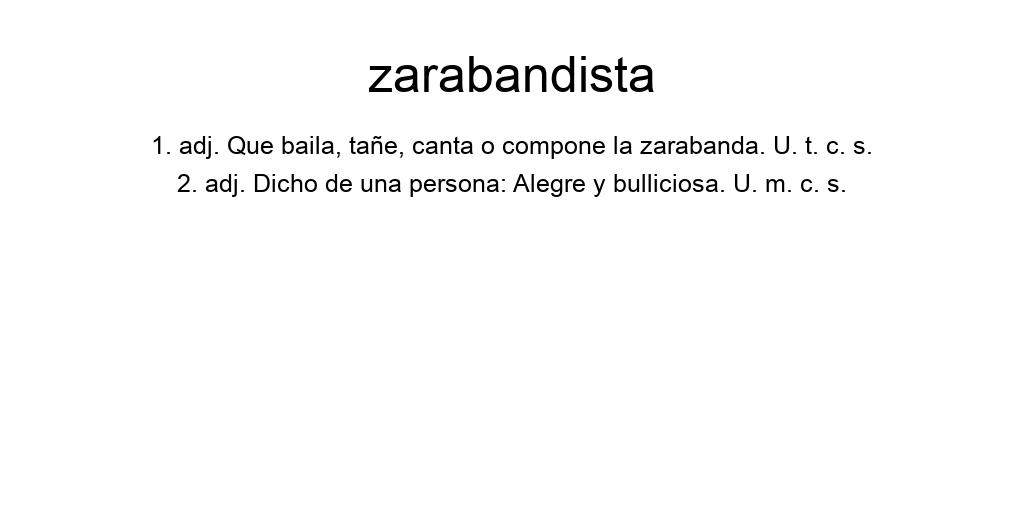 zarabandista
1. adj. Que baila, tañe, canta o compone la zarabanda. U. t. c. s.
2. adj. Dicho de una persona: Alegre y bulliciosa. U. m. c. s.